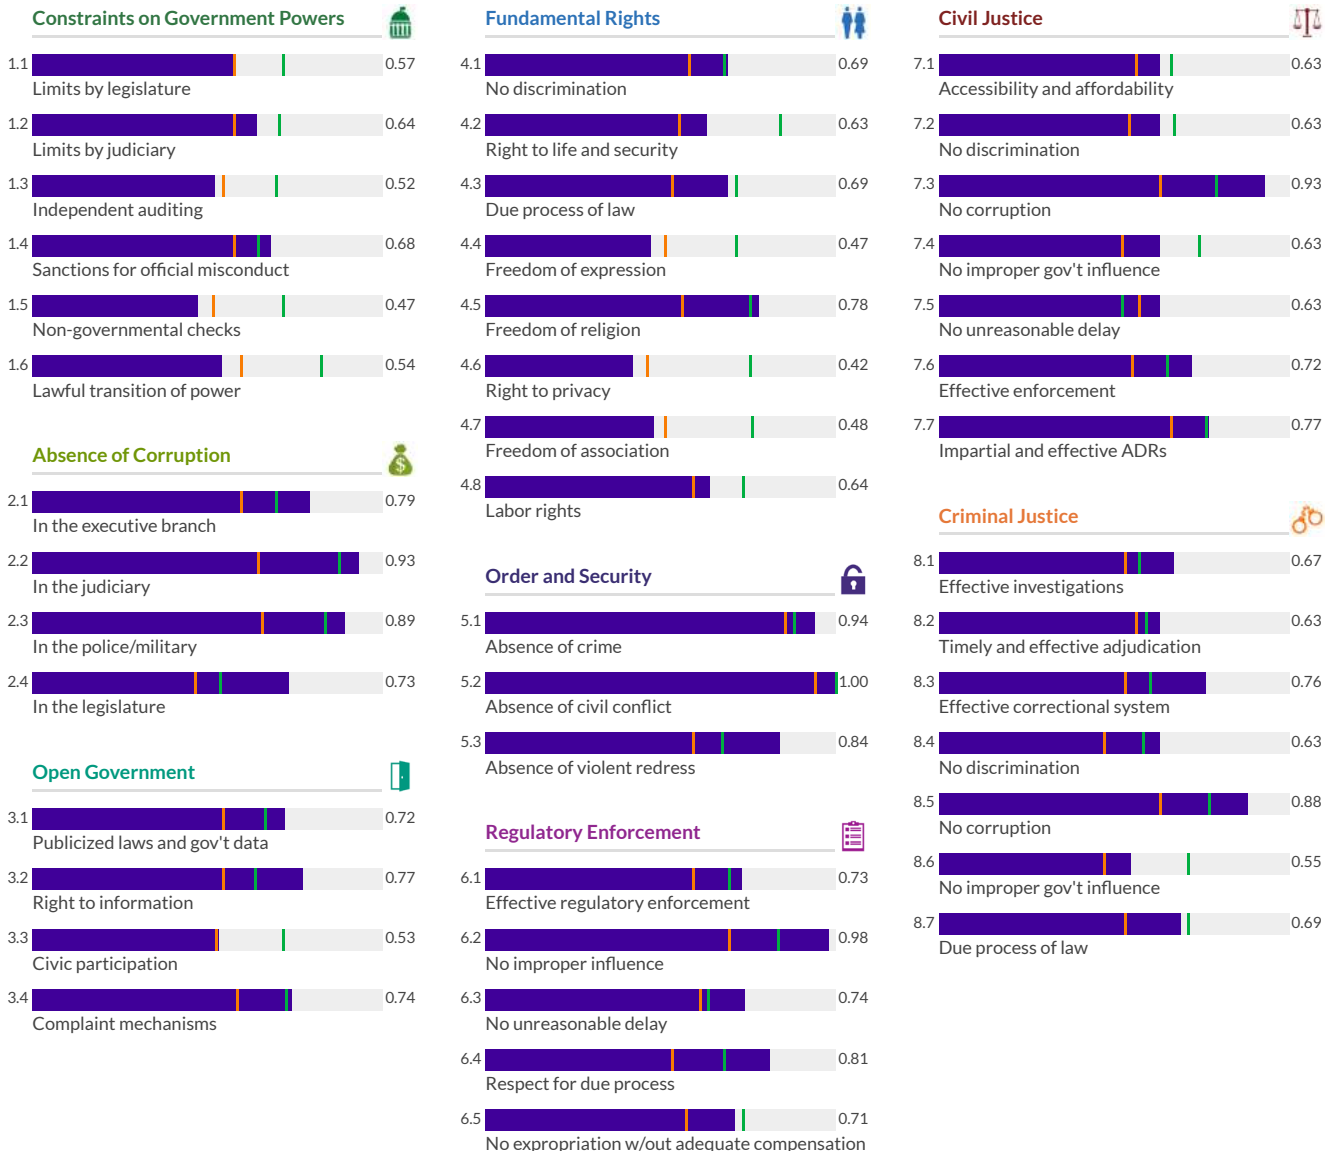 Constraints on Government Powers
1.1 0.57
Limits by legislature
1.2 0.64
Limits by judiciary
1.3 0.52
Independent auditing
1.4 0.68
Sanctions for official misconduct
1.5 0.47
Non-governmental checks
1.6 0.54
Lawful transition of power
Absence of Corruption
2.1 0.79
In the executive branch
2.2 0.93
In the judiciary
2.3 0.89
In the police/military
2.4 0.73
In the legislature
Open Government
3.1 0.72
Publicized laws and gov't data
3.2 0.77
Right to information
3.3 0.53
Civic participation
3.4 0.74
Complaint mechanisms
Fundamental Rights
4.1 0.69
No discrimination
4.2 0.63
Right to life and security
4.3 0.69
Due process of law
4.4 0.47
Freedom of expression
4.5 0.78
Freedom of religion
4.6 0.42
Right to privacy
4.7 0.48
Freedom of association
4.8 0.64
Labor rights
Order and Security
5.1 0.94
Absence of crime
5.2 1.00
Absence of civil conflict
5.3 0.84
Absence of violent redress
Regulatory Enforcement
6.1 0.73
Effective regulatory enforcement
6.2 0.98
No improper influence
6.3 0.74
No unreasonable delay
6.4 0.81
Respect for due process
6.5 0.71
No expropriation w/out adequate compensation
Civil Justice
7.1 0.63
Accessibility and affordability
7.2 0.63
No discrimination
7.3 0.93
No corruption
7.4 0.63
No improper gov't influence
7.5 0.63
No unreasonable delay
7.6 0.72
Effective enforcement
7.7 0.77
Impartial and effective ADRs
Criminal Justice
8.1 0.67
Effective investigations
8.2 0.63
Timely and effective adjudication
8.3 0.76
Effective correctional system
8.4 0.63
No discrimination
8.5 0.88
No corruption
8.6 0.55
No improper gov't influence
8.7 0.69
Due process of law